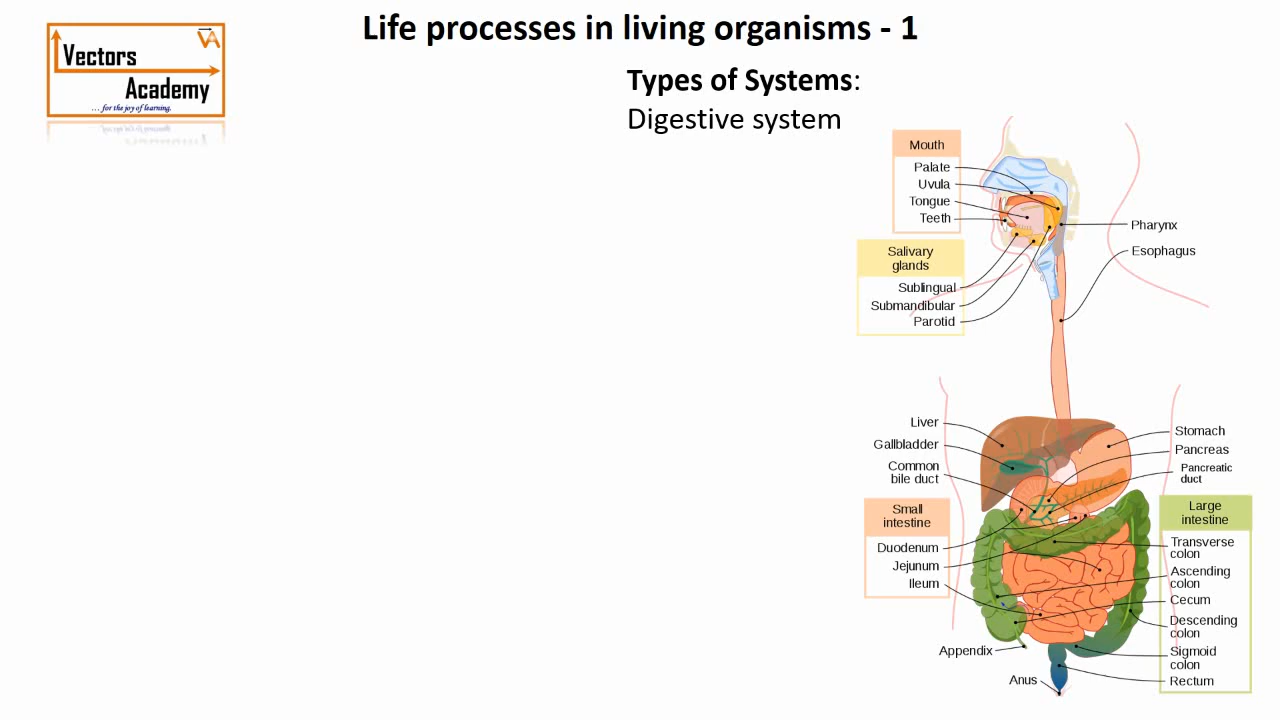 Life processes in living organisms - 1
VA
Vectors
Academy
... for the joy of learning.
Types of Systems:
Digestive system
Mouth
Palate
Uvula
Tongue
Teeth
Salivary
glands
Sublingual
Submandibular
Parotid
Pharynx
Esophagus
Liver
Gallbladder
Common
bile duct
Small
intestine
Duodenum
Jejunum
Ileum
Appendix
Anus
Stomach
Pancreas
Pancreatic
duct
Large
intestine
Transverse
colon
Ascending
colon
Cecum
Descending
colon
Sigmoid
colon
Rectum